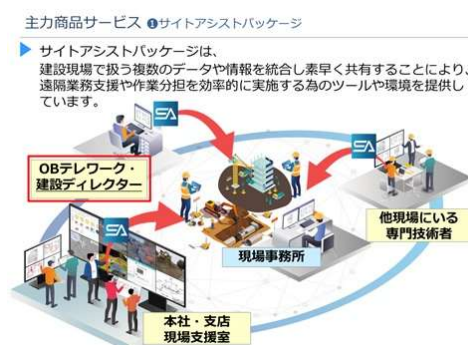 主力商品サービス ❶サイトアシストパッケージ
サイトアシストパッケージは、
建設現場で扱う複数のデータや情報を統合し素早く共有することにより、
遠隔業務支援や作業分担を効率的に実施する為のツールや環境を提供し
ています。
SA
SA
OBテレワーク・
建設ディレクター
他現場にいる
専門技術者
SA
現場事務所
本社・支店
現場支援室